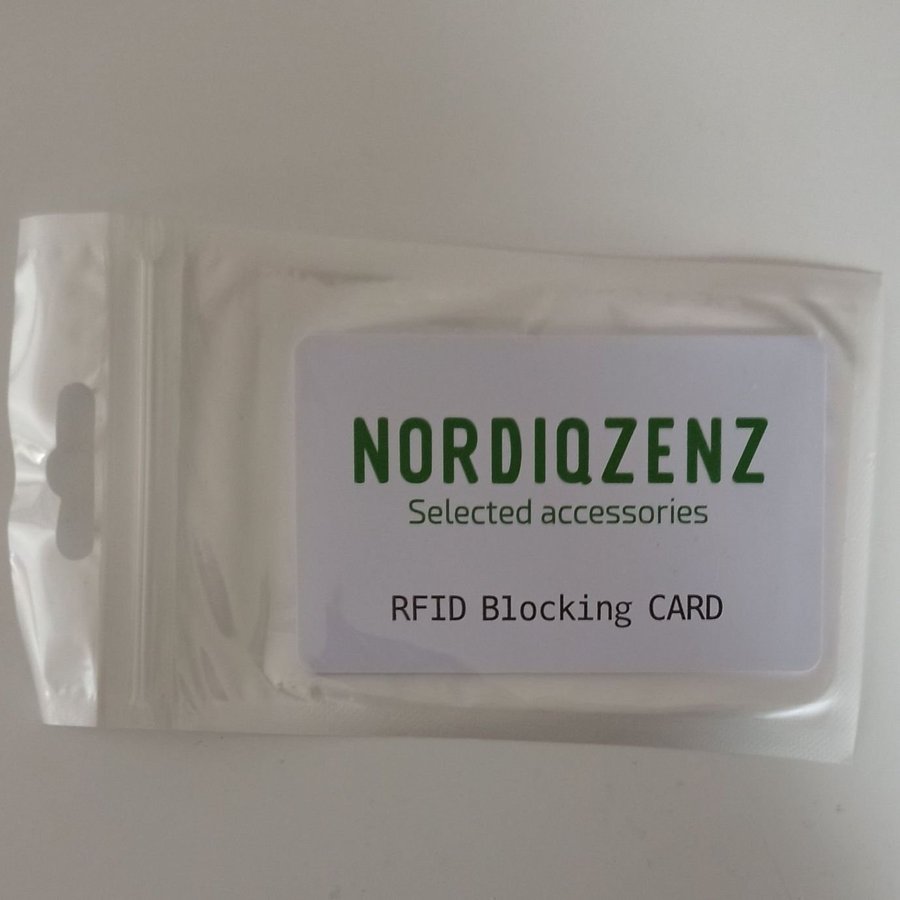 NORDIQZENZ
Selected accessories
RFID Blocking CARD